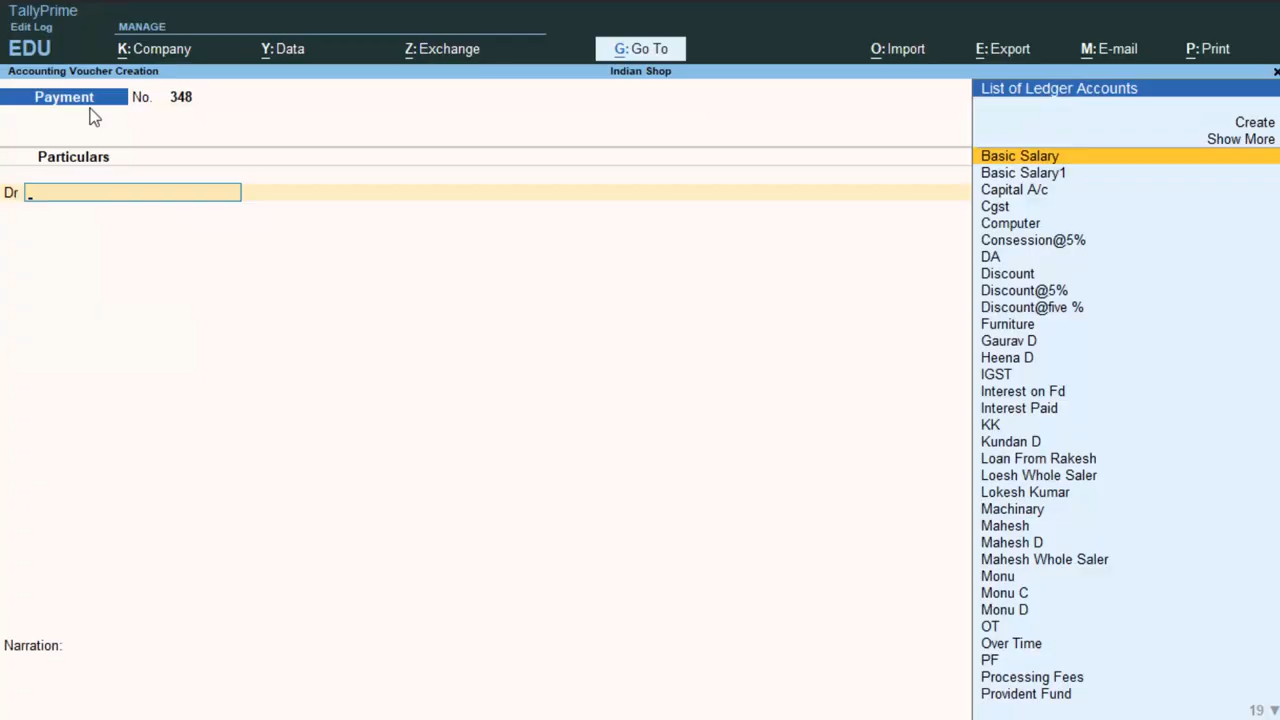 TallyPrime
Edit Log
MANAGE
EDU K: Company Y: Data Z: Exchange G: Go To O: Import E: Export M: E-mail P: Print
Accounting Voucher Creation Indian Shop
Payment No. 348
Particulars
Dr
Narration:
List of Ledger Accounts
Create
Show More
Basic Salary
Basic Salary1
Capital A/c
Cgst
Computer
Consession@5%
DA
Discount
Discount@5%
Discount@five %
Furniture
Gaurav D
Heena D
IGST
Interest on Fd
Interest Paid
KK
Kundan D
Loan From Rakesh
Loesh Whole Saler
Lokesh Kumar
Machinary
Mahesh
Mahesh D
Mahesh Whole Saler
Monu
Monu C
Monu D
OT
Over Time
PF
Processing Fees
Provident Fund
19 ▼